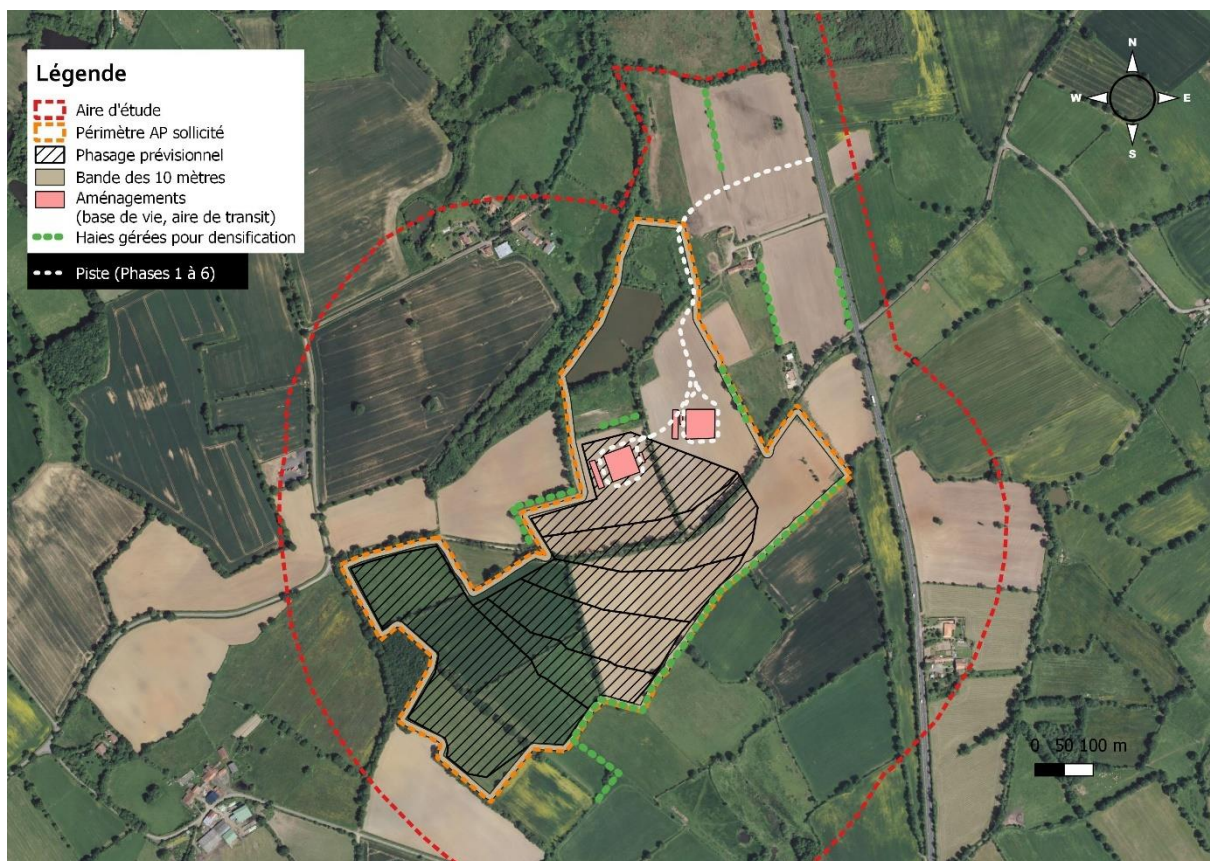 Légende
Aire d'étude
Périmètre AP sollicité
Phasage prévisionnel
Bande des 10 mètres
Aménagements
(base de vie, aire de transit)
Haies gérées pour densification
Piste (Phases 1 à 6)
N
W E
S
0 50 100 m